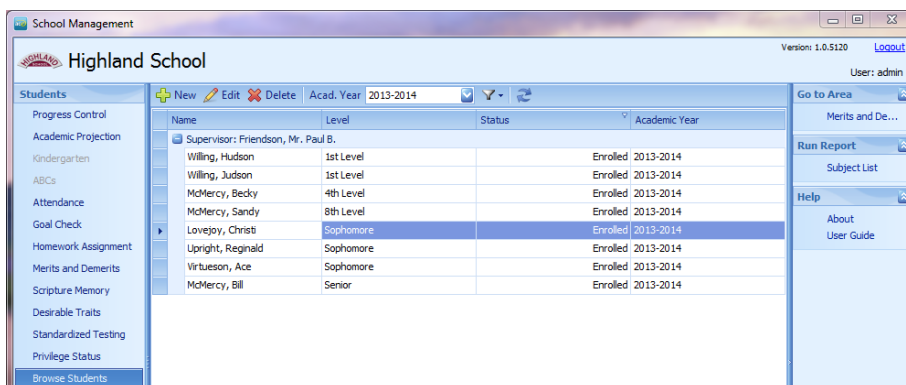 School Management
Version: 1.0.5120 Logout
HIGHLAND
Highland School
User: admin
Students
Progress Control
Academic Projection
Kindergarten
ABCs
Attendance
Goal Check
Homework Assignment
Merits and Demerits
Scripture Memory
Desirable Traits
Standardized Testing
Privilege Status
Browse Students
New Edit Delete Acad. Year 2013-2014
Name Level Status Academic Year
Supervisor: Friendson, Mr. Paul B.
Willing, Hudson 1st Level Enrolled 2013-2014
Willing, Judson 1st Level Enrolled 2013-2014
McMercy, Becky 4th Level Enrolled 2013-2014
McMercy, Sandy 8th Level Enrolled 2013-2014
Lovejoy, Christi Sophomore Enrolled 2013-2014
Upright, Reginald Sophomore Enrolled 2013-2014
Virtueson, Ace Sophomore Enrolled 2013-2014
McMercy, Bill Senior Enrolled 2013-2014
Go to Area
Merits and De...
Run Report
Subject List
Help
About
User Guide